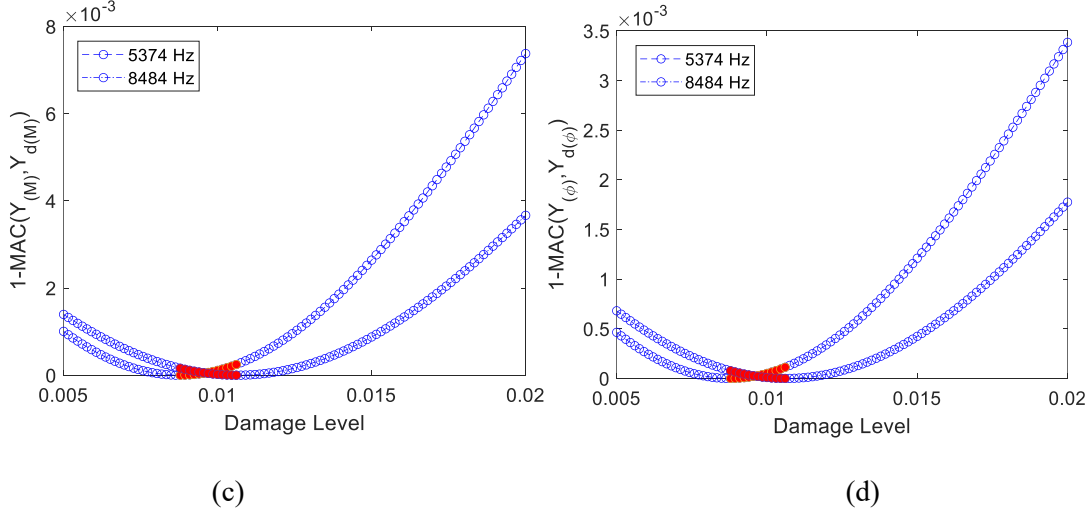 ×10⁻³
8
6
4
2
0
1-MAC(Y(M),Yd(M))
5374 Hz
8484 Hz
0.005
0.01
0.015
0.02
Damage Level
(c)
×10⁻³
3.5
3
2.5
2
1.5
1
0.5
0
1-MAC(Y(ϕ),Yd(ϕ))
5374 Hz
8484 Hz
0.005
0.01
0.015
0.02
Damage Level
(d)